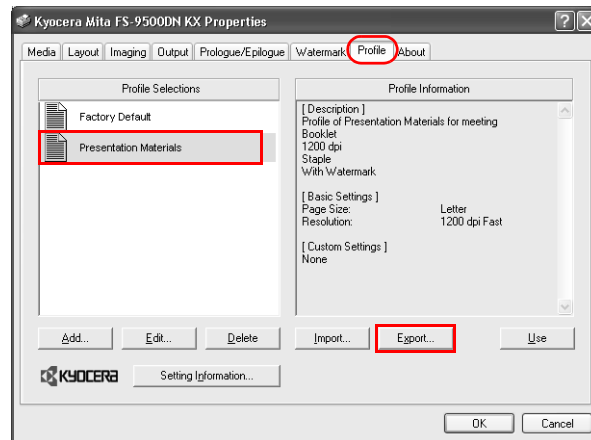 Kyocera Mita FS-9500DN KX Properties
Media Layout Imaging Output Prologue/Epilogue Watermark Profile About
Profile Selections
Factory Default
Presentation Materials
Profile Information
[ Description ]
Profile of Presentation Materials for meeting
Booklet
1200 dpi
Staple
With Watermark
[ Basic Settings ]
Page Size: Letter
Resolution: 1200 dpi Fast
[ Custom Settings ]
None
Add... Edit... Delete Import... Export... Use
KYOCERA Setting Information...
OK Cancel